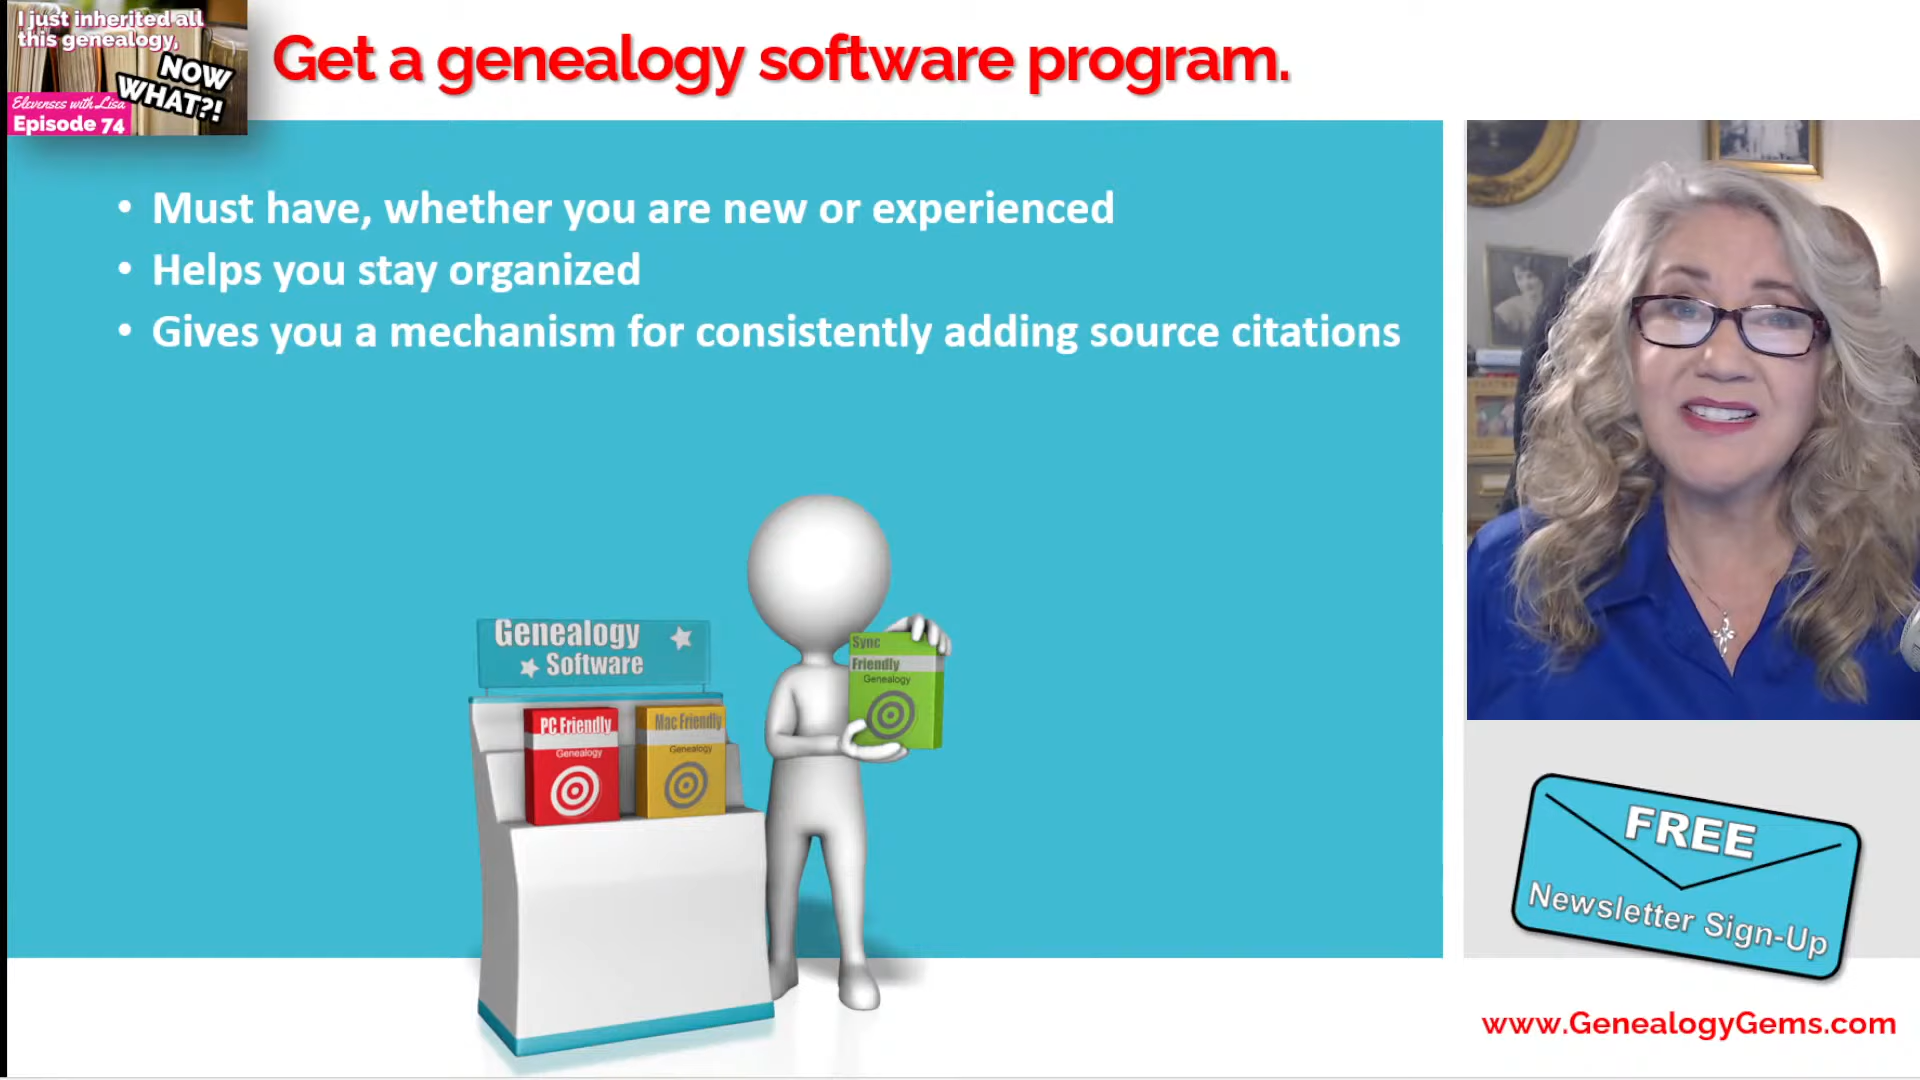 I just inherited all
this genealogy,
NOW
WHAT?!
Elevenses with Lisa
Episode 74
Get a genealogy software program.
• Must have, whether you are new or experienced
• Helps you stay organized
• Gives you a mechanism for consistently adding source citations
Genealogy
Software
PC Friendly
Genealogy
Mac Friendly
Genealogy
Sync
Friendly
Genealogy
FREE
Newsletter Sign-Up
www.GenealogyGems.com